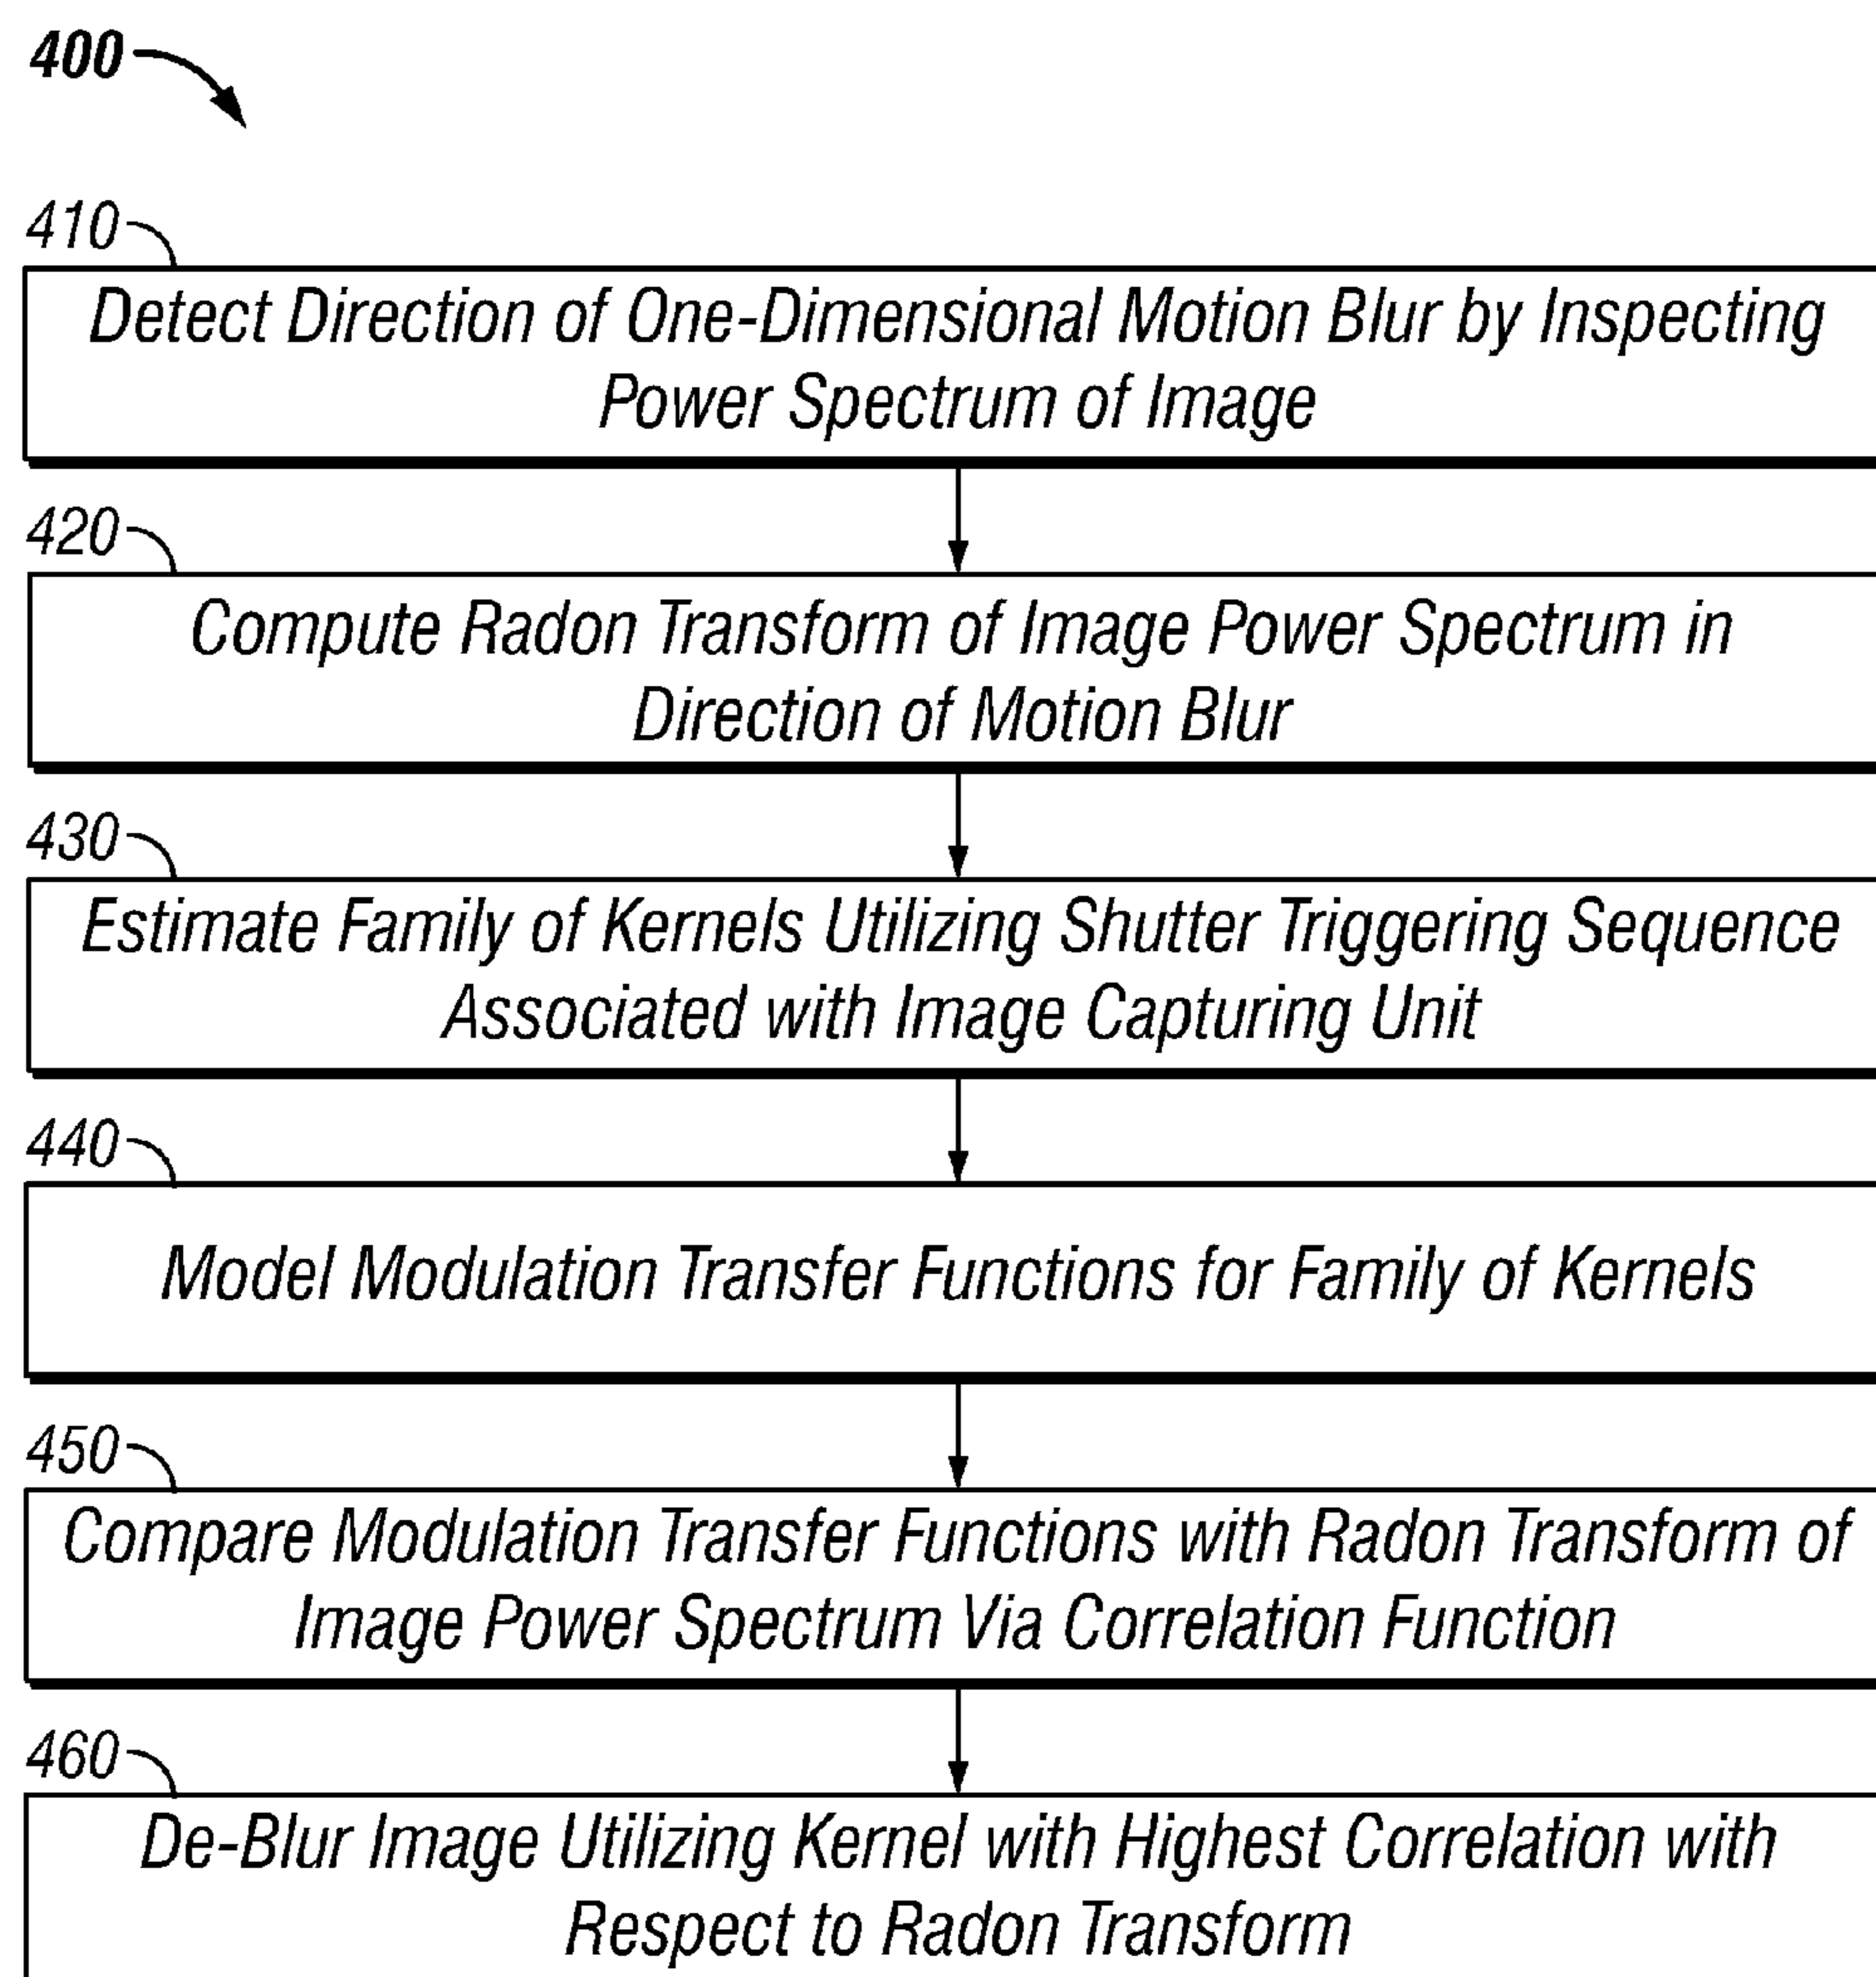 400
410
Detect Direction of One-Dimensional Motion Blur by Inspecting
Power Spectrum of Image
420
Compute Radon Transform of Image Power Spectrum in
Direction of Motion Blur
430
Estimate Family of Kernels Utilizing Shutter Triggering Sequence
Associated with Image Capturing Unit
440
Model Modulation Transfer Functions for Family of Kernels
450
Compare Modulation Transfer Functions with Radon Transform of
Image Power Spectrum Via Correlation Function
460
De-Blur Image Utilizing Kernel with Highest Correlation with
Respect to Radon Transform